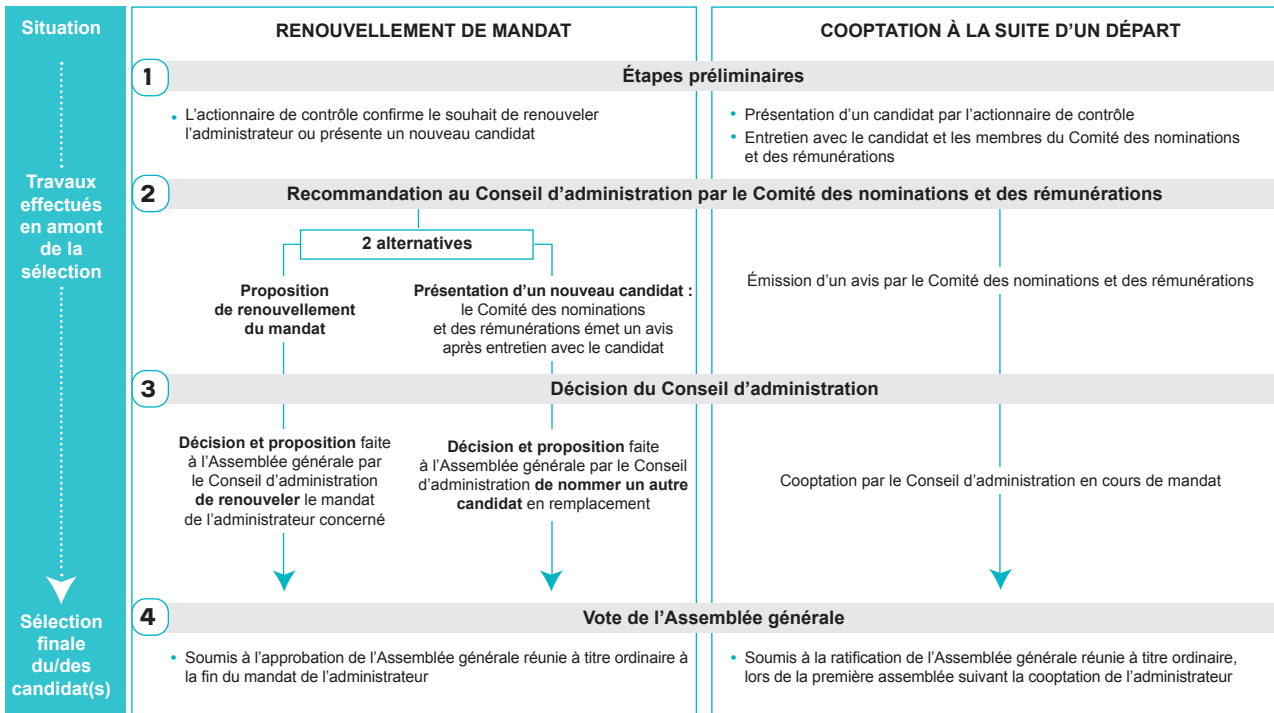 Situation
RENOUVELLEMENT DE MANDAT
COOPTATION À LA SUITE D’UN DÉPART
1
Étapes préliminaires
Travaux
effectués
en amont
de la
sélection
• L’actionnaire de contrôle confirme le souhait de renouveler
l’administrateur ou présente un nouveau candidat
• Présentation d’un candidat par l’actionnaire de contrôle
• Entretien avec le candidat et les membres du Comité des nominations
et des rémunérations
2
Recommandation au Conseil d’administration par le Comité des nominations et des rémunérations
2 alternatives
Proposition
de renouvellement
du mandat
Présentation d’un nouveau candidat :
le Comité des nominations
et des rémunérations émet un avis
après entretien avec le candidat
Émission d’un avis par le Comité des nominations et des rémunérations
3
Décision du Conseil d’administration
Décision et proposition faite
à l’Assemblée générale par
le Conseil d’administration
de renouveler le mandat
de l’administrateur concerné
Décision et proposition faite
à l’Assemblée générale par le Conseil
d’administration de nommer un autre
candidat en remplacement
Cooptation par le Conseil d’administration en cours de mandat
Sélection
finale
du/des
candidat(s)
4
Vote de l’Assemblée générale
• Soumis à l’approbation de l’Assemblée générale réunie à titre ordinaire à
la fin du mandat de l’administrateur
• Soumis à la ratification de l’Assemblée générale réunie à titre ordinaire,
lors de la première assemblée suivant la cooptation de l’administrateur